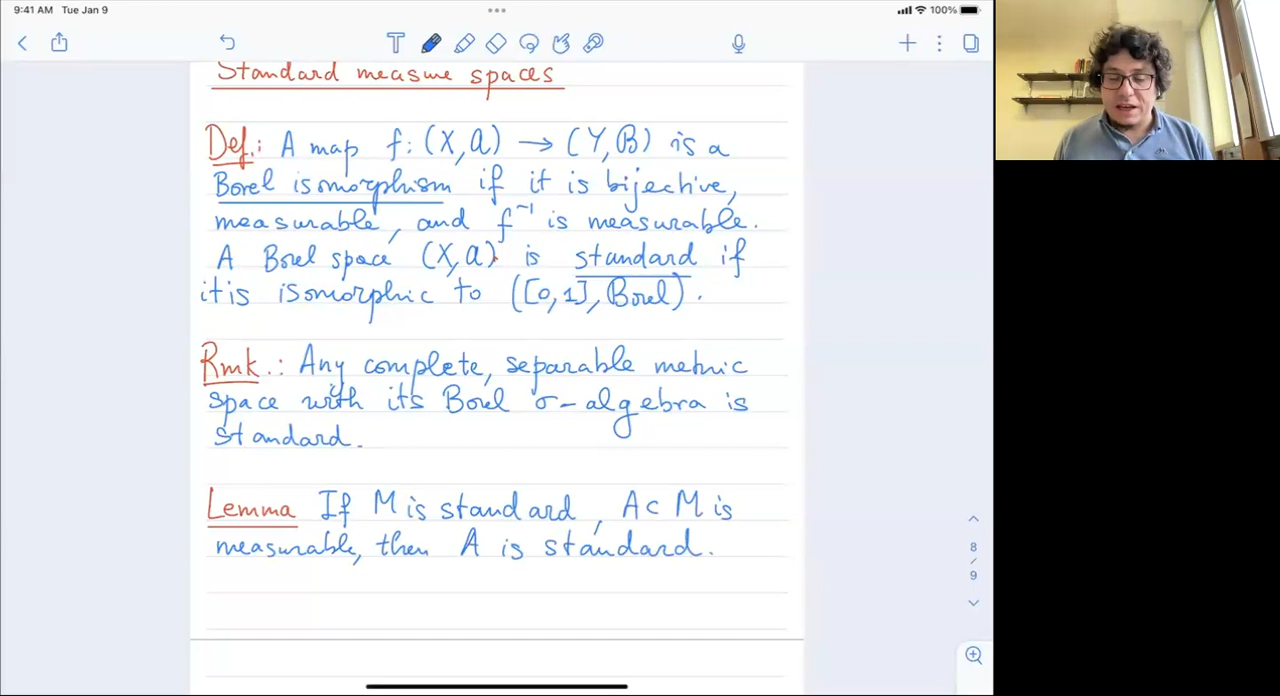 9:41 AM Tue Jan 9
100%
Standard measure spaces
Def.: A map f: (X, a) → (Y, B) is a
Borel isomorphism if it is bijective,
measurable, and f⁻¹ is measurable.
A Borel space (X, a) is standard if
it is isomorphic to ([0,1], Borel).
Rmk.: Any complete, separable metric
space with its Borel σ-algebra is
standard.
Lemma If M is standard, A ⊂ M is
measurable, then A is standard.
8
/
9